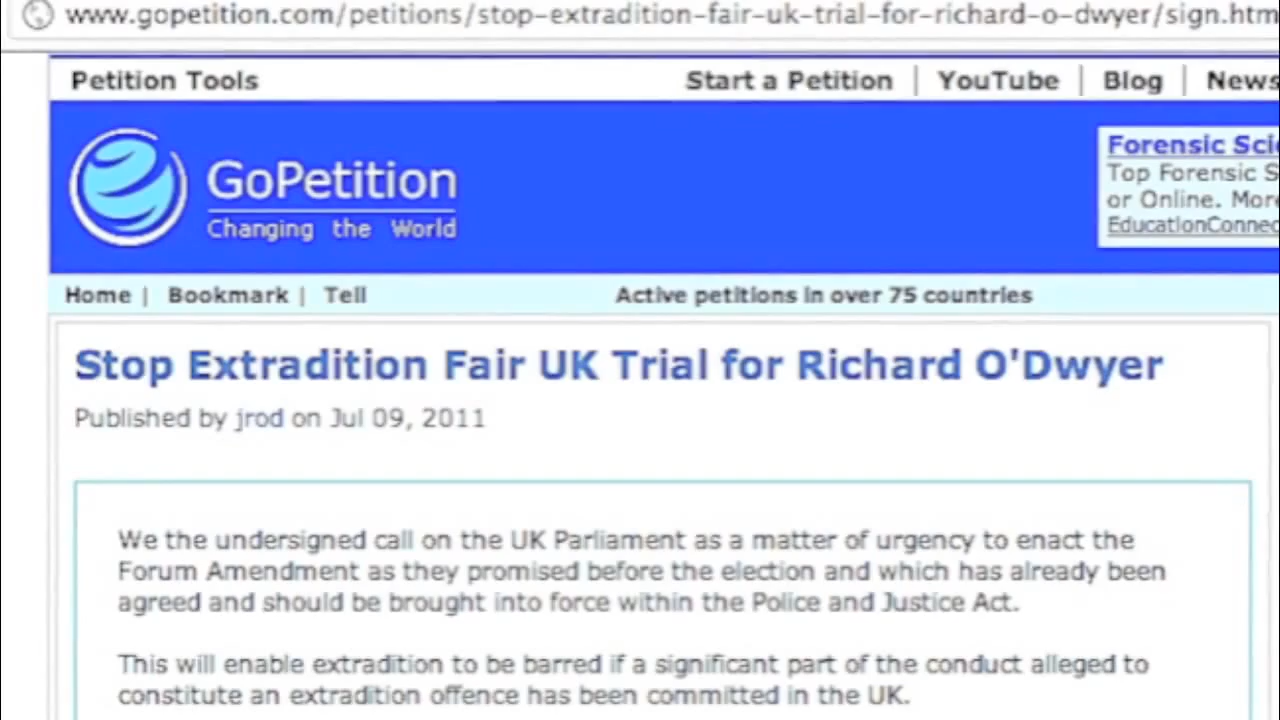 www.gopetition.com/petitions/stop-extradition-fair-uk-trial-for-richard-o-dwyer/sign.htm
Petition Tools
Start a Petition | YouTube | Blog | News
GoPetition
Changing the World
Forensic Sci
Top Forensic S
or Online. More
EducationConnec
Home | Bookmark | Tell
Active petitions in over 75 countries
Stop Extradition Fair UK Trial for Richard O'Dwyer
Published by jrod on Jul 09, 2011
We the undersigned call on the UK Parliament as a matter of urgency to enact the
Forum Amendment as they promised before the election and which has already been
agreed and should be brought into force within the Police and Justice Act.
This will enable extradition to be barred if a significant part of the conduct alleged to
constitute an extradition offence has been committed in the UK.